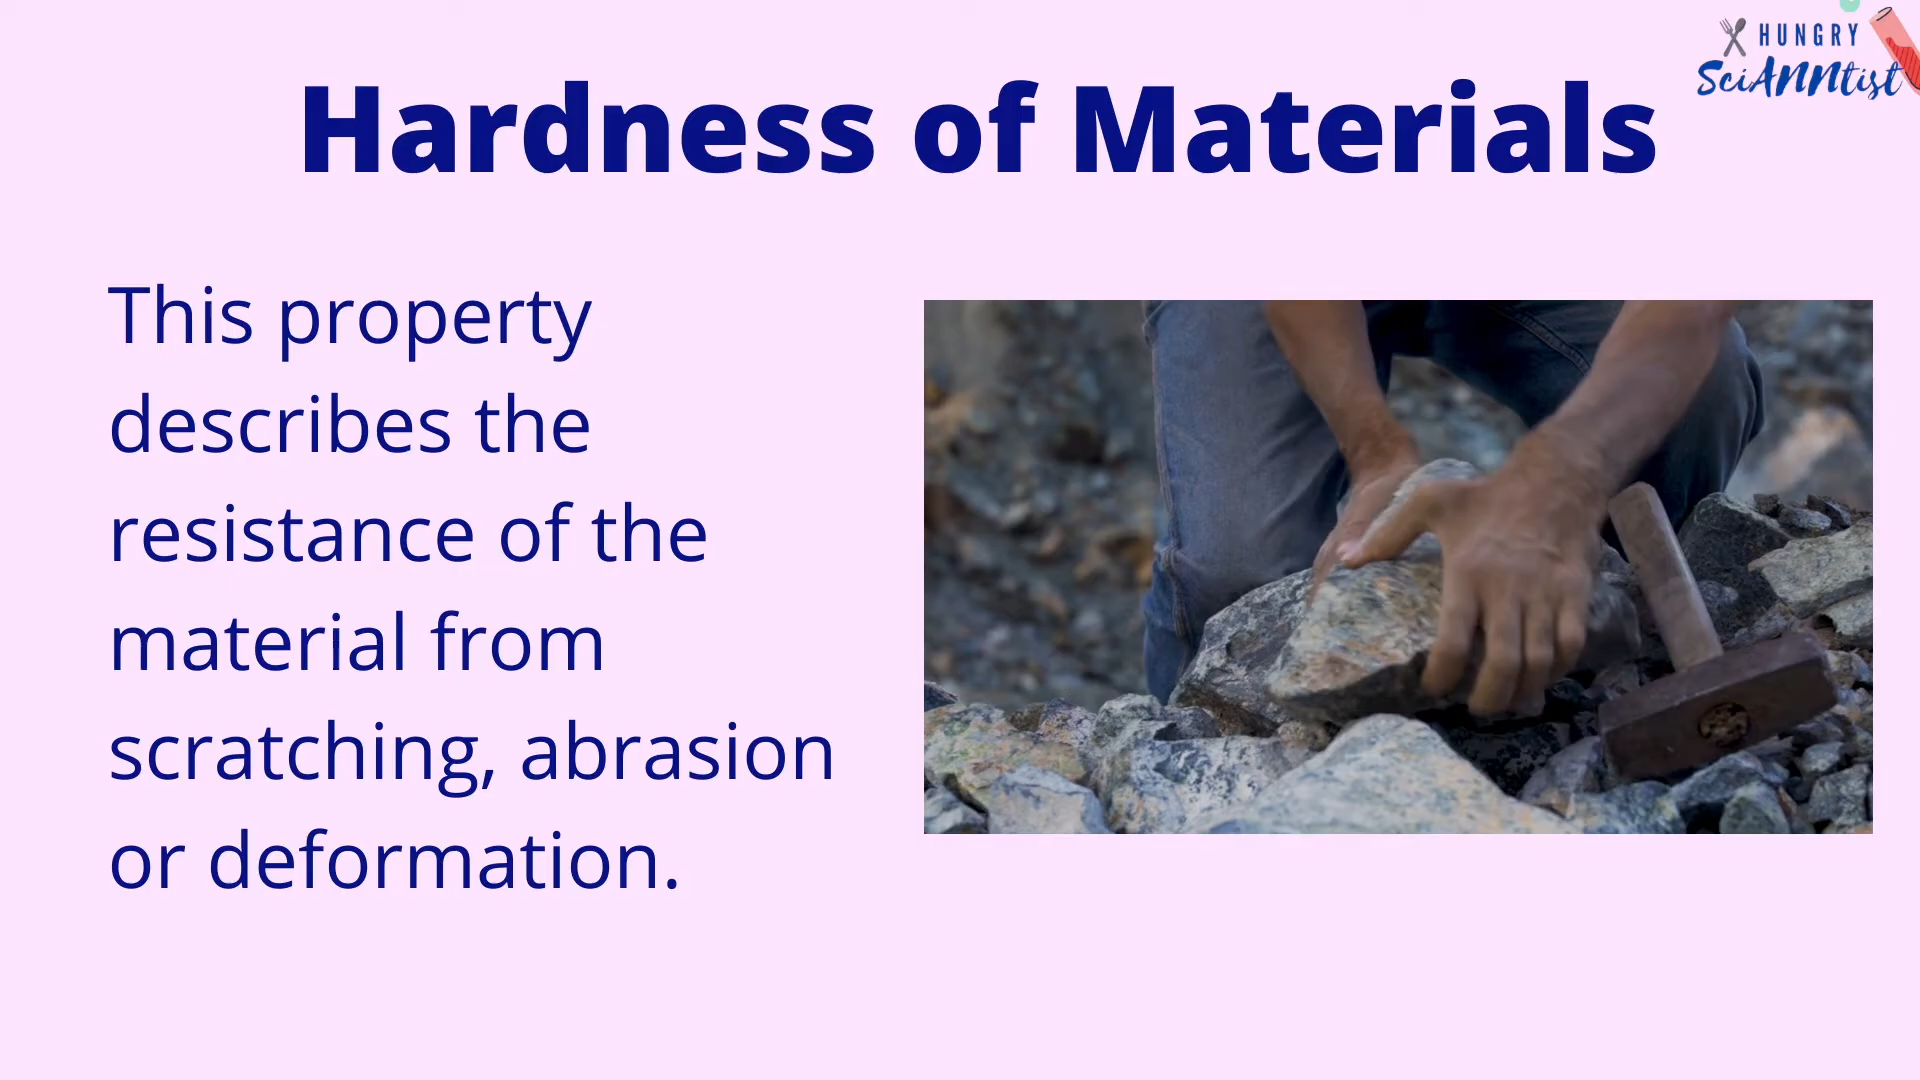 HUNGRY
SciANNtist
Hardness of Materials
This property
describes the
resistance of the
material from
scratching, abrasion
or deformation.